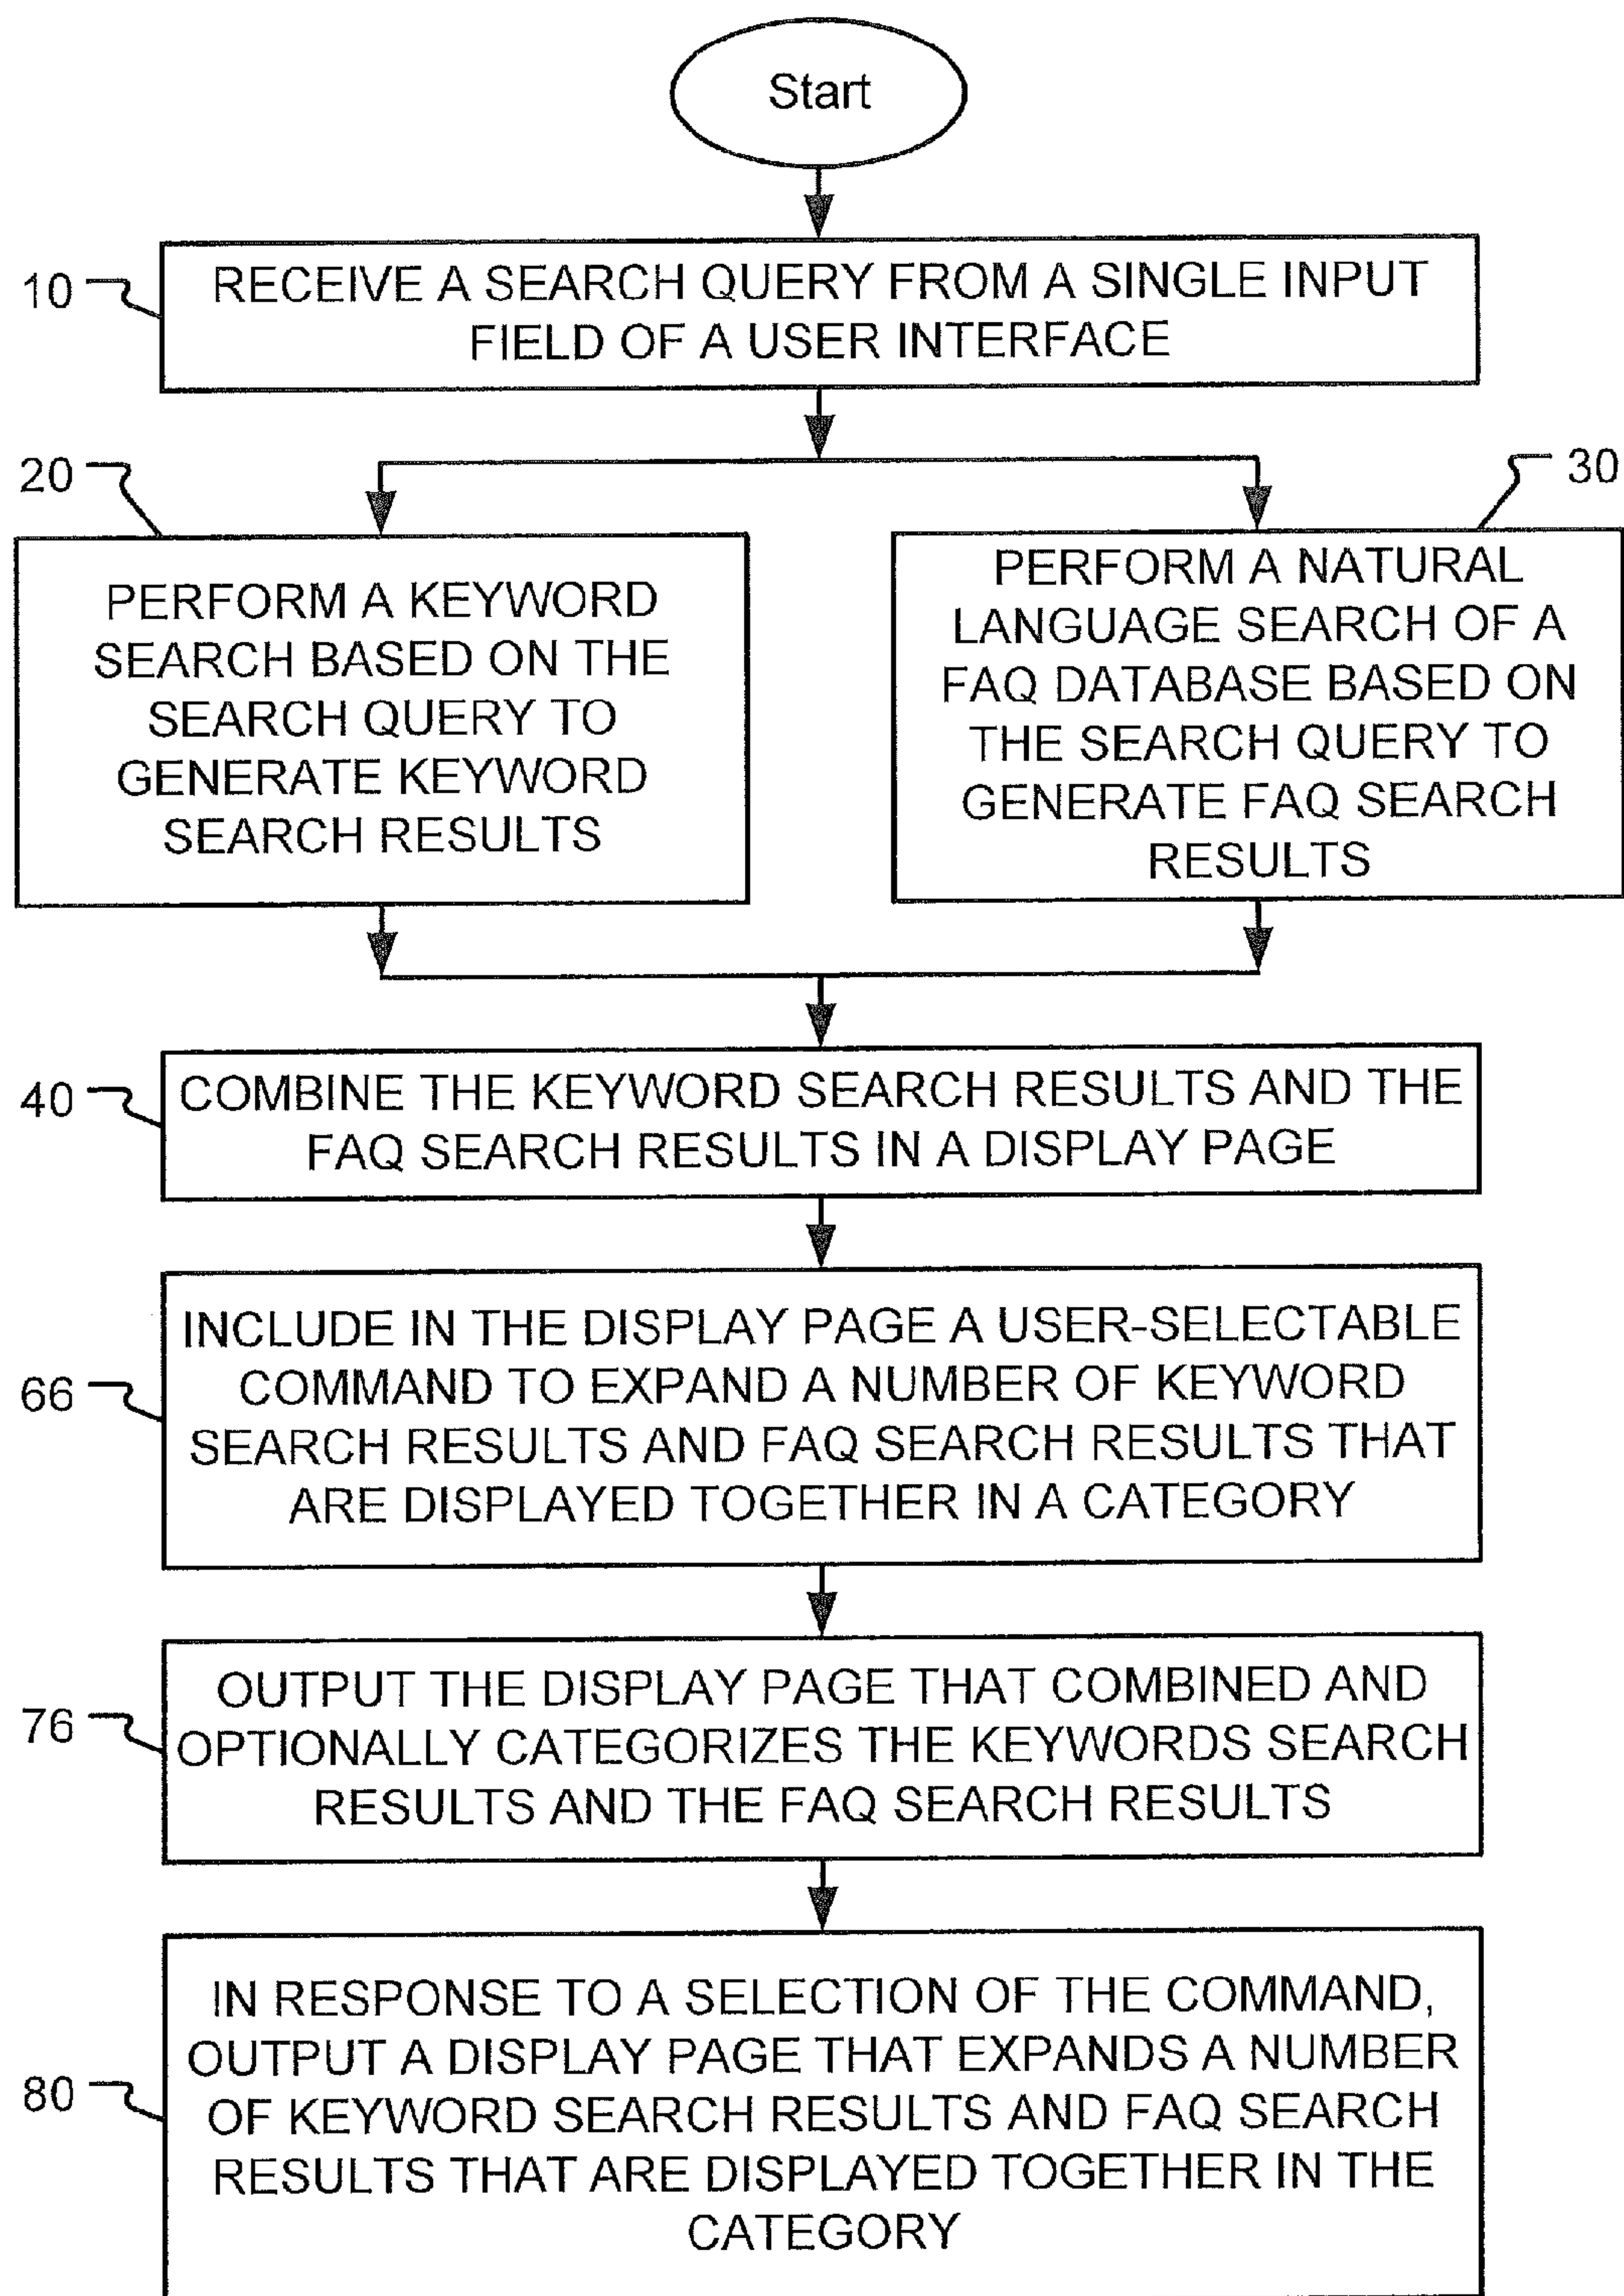 Start
10
RECEIVE A SEARCH QUERY FROM A SINGLE INPUT
FIELD OF A USER INTERFACE
20
30
PERFORM A KEYWORD
SEARCH BASED ON THE
SEARCH QUERY TO
GENERATE KEYWORD
SEARCH RESULTS
PERFORM A NATURAL
LANGUAGE SEARCH OF A
FAQ DATABASE BASED ON
THE SEARCH QUERY TO
GENERATE FAQ SEARCH
RESULTS
40
COMBINE THE KEYWORD SEARCH RESULTS AND THE
FAQ SEARCH RESULTS IN A DISPLAY PAGE
66
INCLUDE IN THE DISPLAY PAGE A USER-SELECTABLE
COMMAND TO EXPAND A NUMBER OF KEYWORD
SEARCH RESULTS AND FAQ SEARCH RESULTS THAT
ARE DISPLAYED TOGETHER IN A CATEGORY
76
OUTPUT THE DISPLAY PAGE THAT COMBINED AND
OPTIONALLY CATEGORIZES THE KEYWORDS SEARCH
RESULTS AND THE FAQ SEARCH RESULTS
80
IN RESPONSE TO A SELECTION OF THE COMMAND,
OUTPUT A DISPLAY PAGE THAT EXPANDS A NUMBER
OF KEYWORD SEARCH RESULTS AND FAQ SEARCH
RESULTS THAT ARE DISPLAYED TOGETHER IN THE
CATEGORY